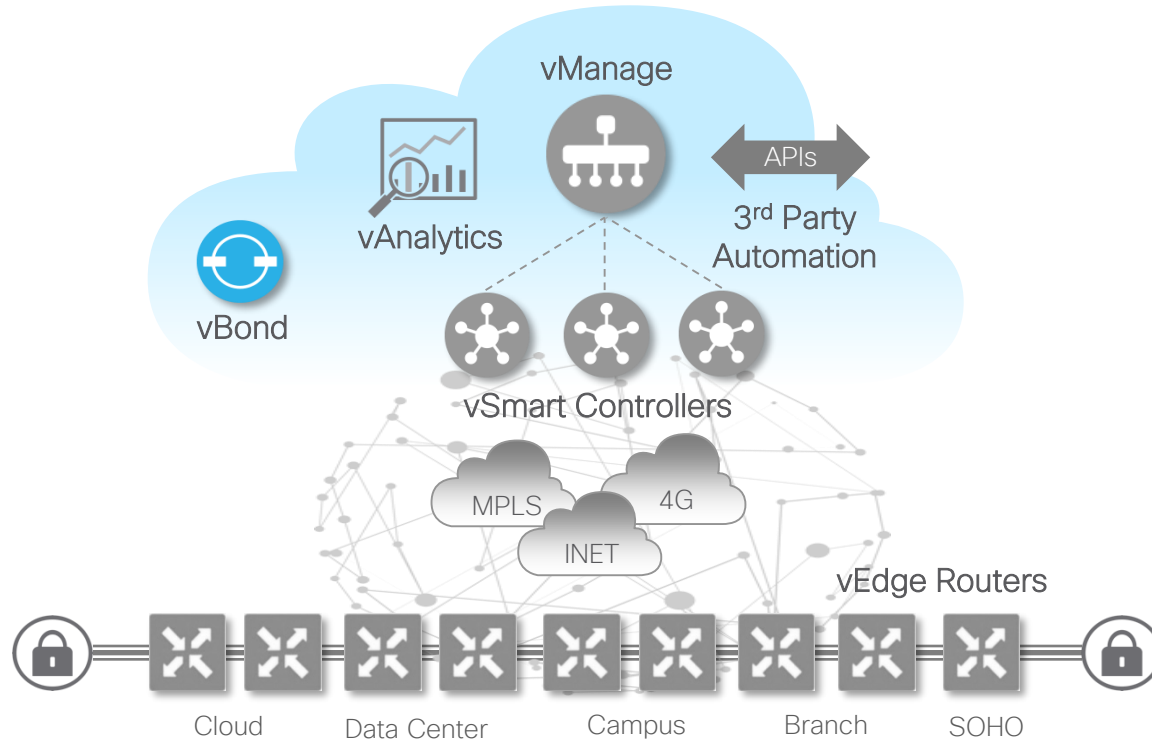 vManage
APIs
vAnalytics
3rd Party
Automation
vBond
vSmart Controllers
MPLS
4G
INET
vEdge Routers
Cloud
Data Center
Campus
Branch
SOHO